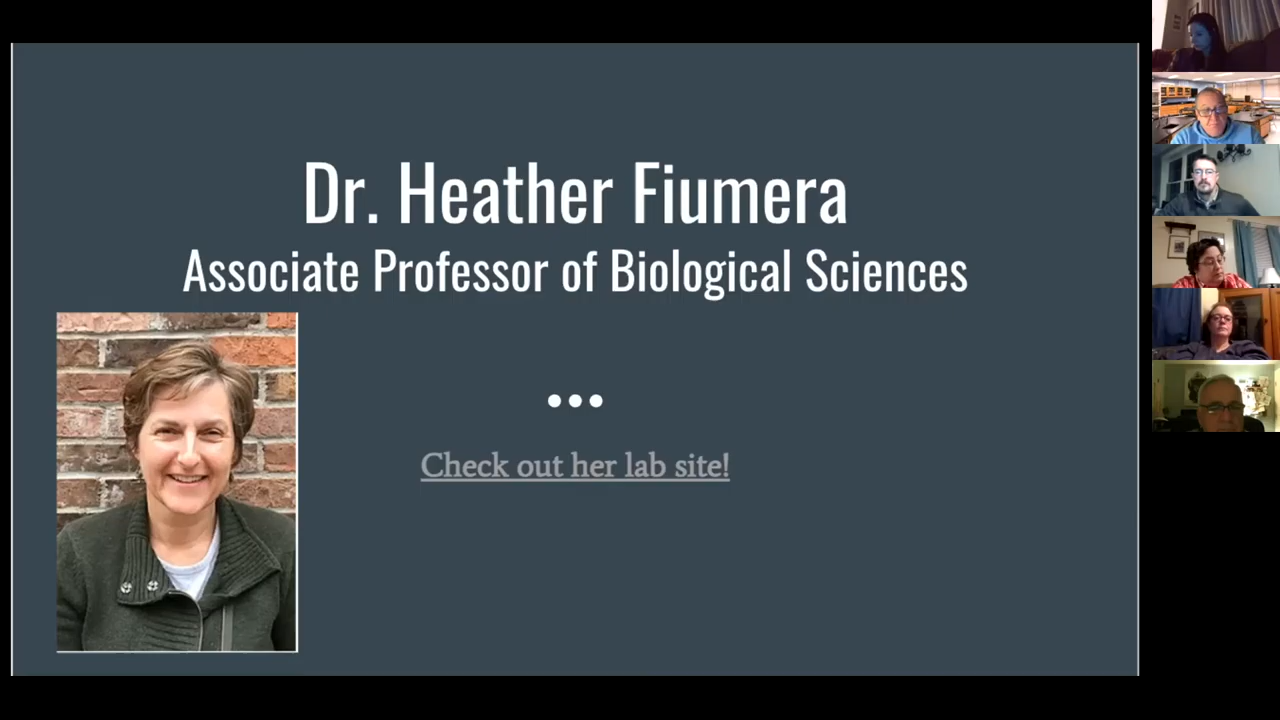 Dr. Heather Fiumera
Associate Professor of Biological Sciences
Check out her lab site!